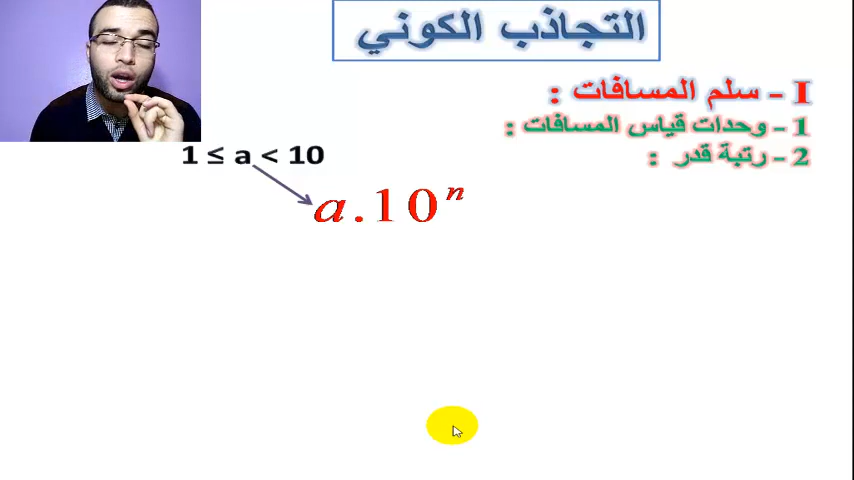 التجاذب الكوني
I - سلم المسافات :
1 - وحدات قياس المسافات :
2 - رتبة قدر :
1 ≤ a < 10
a.10ⁿ